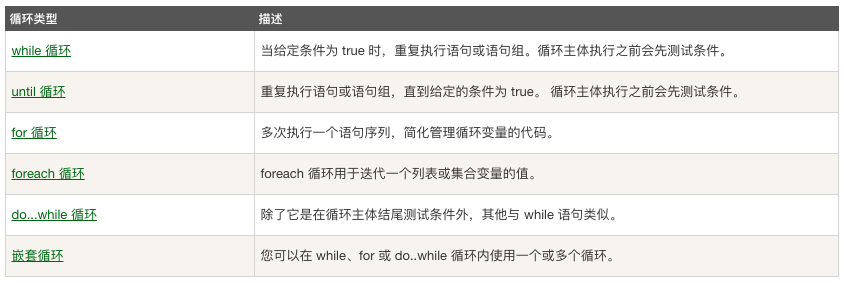 循环类型 描述
while 循环 当给定条件为 true 时，重复执行语句或语句组。循环主体执行之前会先测试条件。
until 循环 重复执行语句或语句组，直到给定的条件为 true。 循环主体执行之前会先测试条件。
for 循环 多次执行一个语句序列，简化管理循环变量的代码。
foreach 循环 foreach 循环用于迭代一个列表或集合变量的值。
do...while 循环 除了它是在循环主体结尾测试条件外，其他与 while 语句类似。
嵌套循环 您可以在 while、for 或 do..while 循环内使用一个或多个循环。